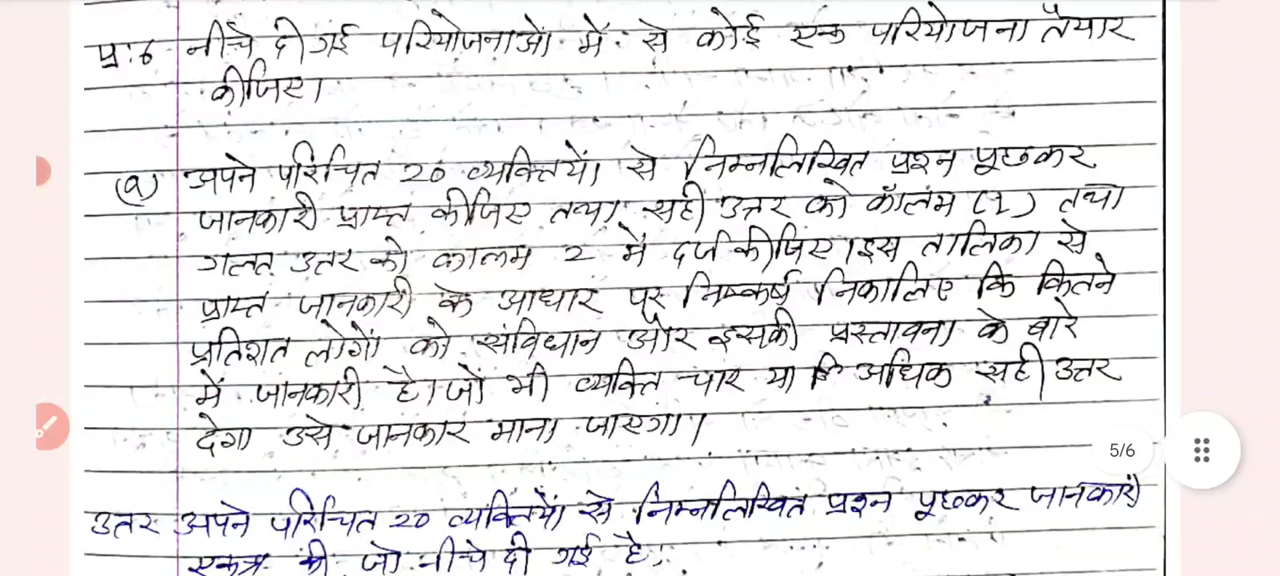 प्र:6 नीचे दी गई परियोजनाओं में से कोई एक परियोजना तैयार
कीजिए।
(a) अपने परिचित 20 व्यक्तियों से निम्नलिखित प्रश्न पूछकर
जानकारी प्राप्त कीजिए तथा सही उत्तर को कॉलम (1) तथा
गलत उत्तर को कालम 2 में दर्ज कीजिए। इस तालिका से
प्राप्त जानकारी के आधार पर निष्कर्ष निकालिए कि कितने
प्रतिशत लोगों को संविधान और इसकी प्रस्तावना के बारे
में जानकारी है। जो भी व्यक्ति चार या अधिक सही उत्तर
देगा उसे जानकार माना जाएगा।
5/6
उत्तर अपने परिचित 20 व्यक्तियों से निम्नलिखित प्रश्न पूछकर जानकारी
एकत्र की जो नीचे दी गई है।